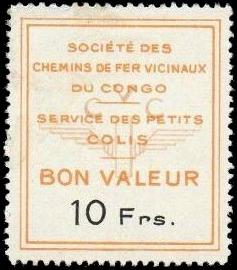 SOCIÉTÉ DES
CHEMINS DE FER VICINAUX
DU CONGO
SERVICE DES PETITS
COLIS
BON VALEUR
10 Frs.